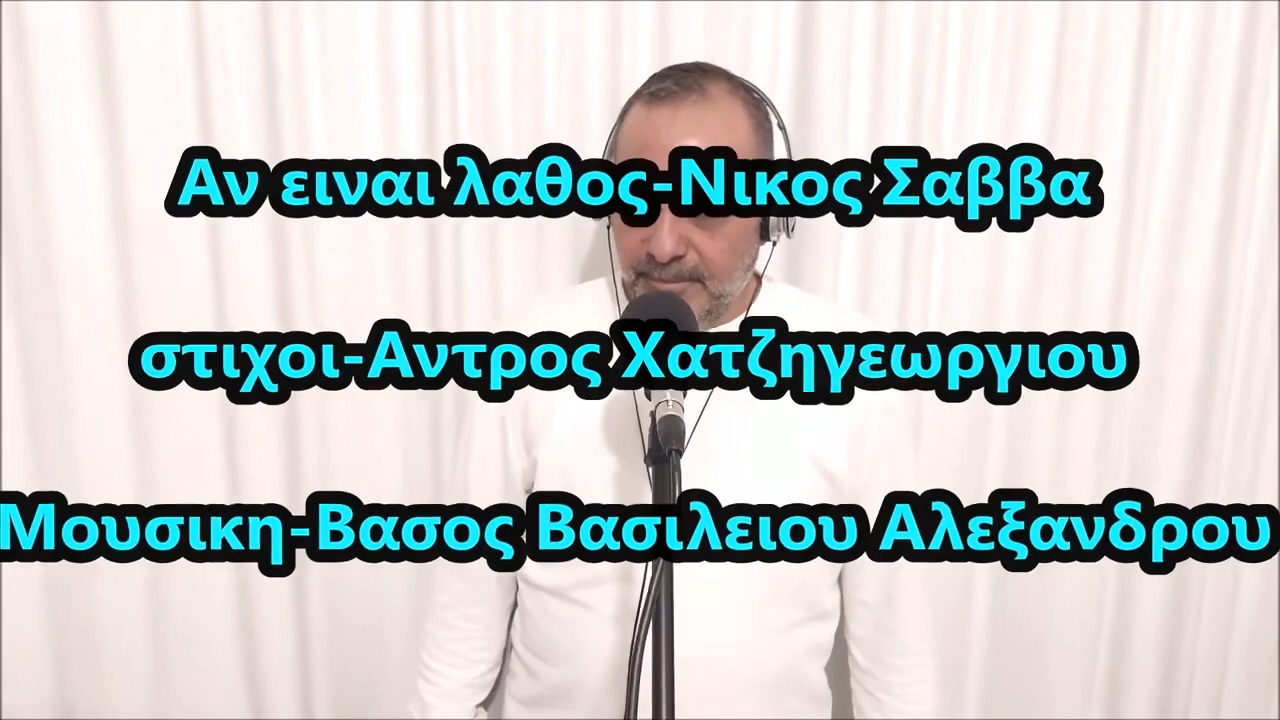 Αν ειναι λαθος-Νικος Σαββα
στιχοι-Αντρος Χατζηγεωργιου
Μουσικη-Βασος Βασιλειου Αλεξανδρου